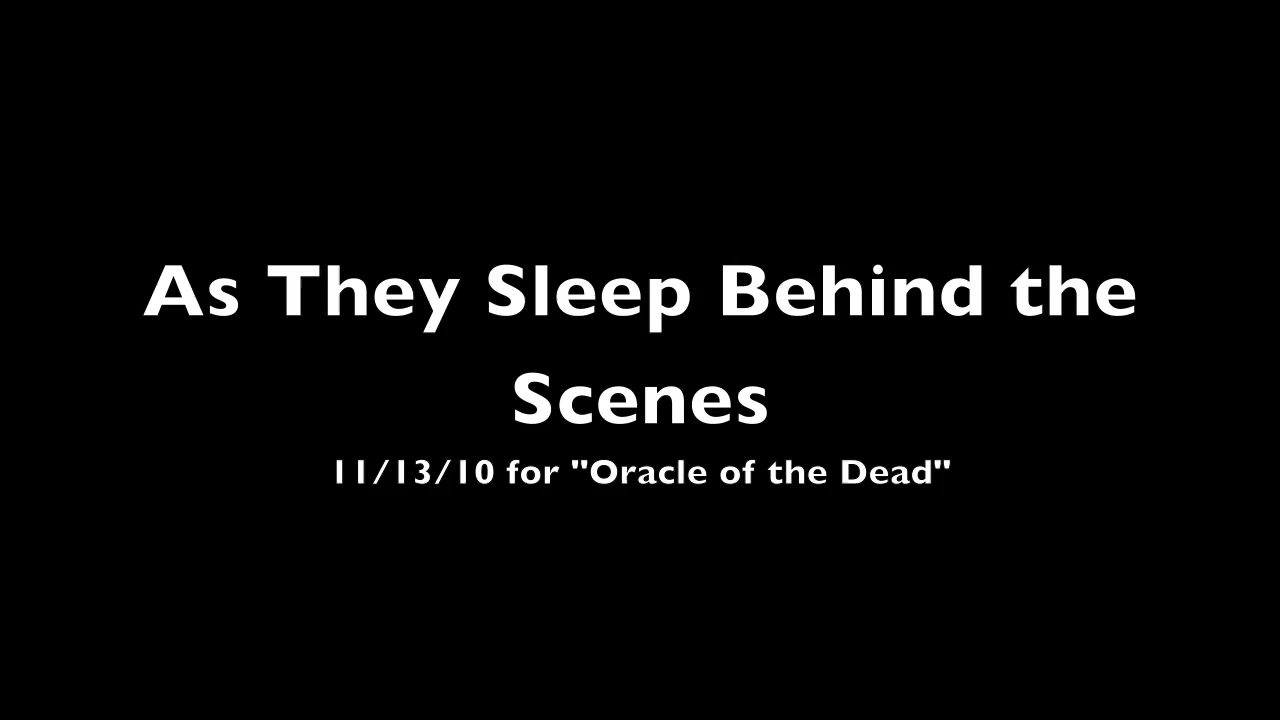 As They Sleep Behind the
Scenes
11/13/10 for "Oracle of the Dead"